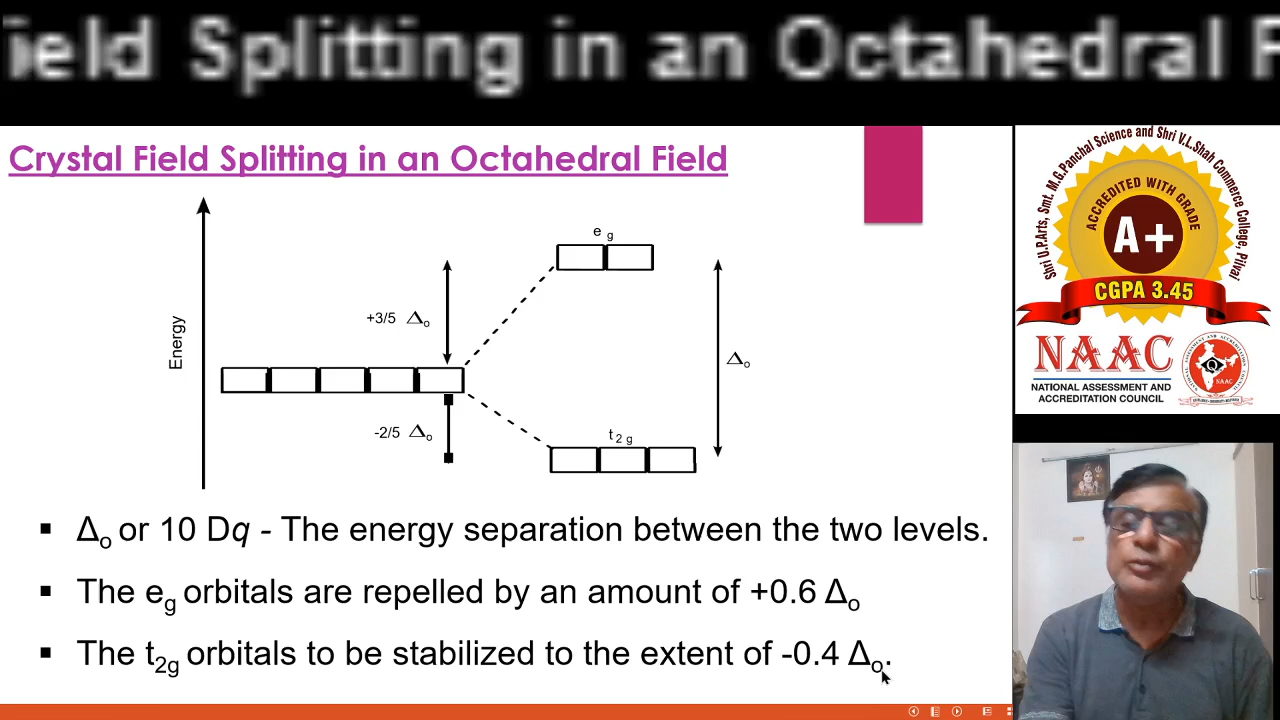 ield Splitting in an Octahedral F
Crystal Field Splitting in an Octahedral Field
e g
+3/5 Δo
Energy
Δo
-2/5 Δo
t 2 g
▪ Δo or 10 Dq - The energy separation between the two levels.
▪ The eg orbitals are repelled by an amount of +0.6 Δo
▪ The t2g orbitals to be stabilized to the extent of -0.4 Δo.
Shri U.P.Arts, Smt. M.G.Panchal Science and Shri V.L.Shah Commerce College, Pilvai
ACCREDITED WITH GRADE
A+
CGPA 3.45
NAAC
NATIONAL ASSESSMENT AND
ACCREDITATION COUNCIL
NAAC